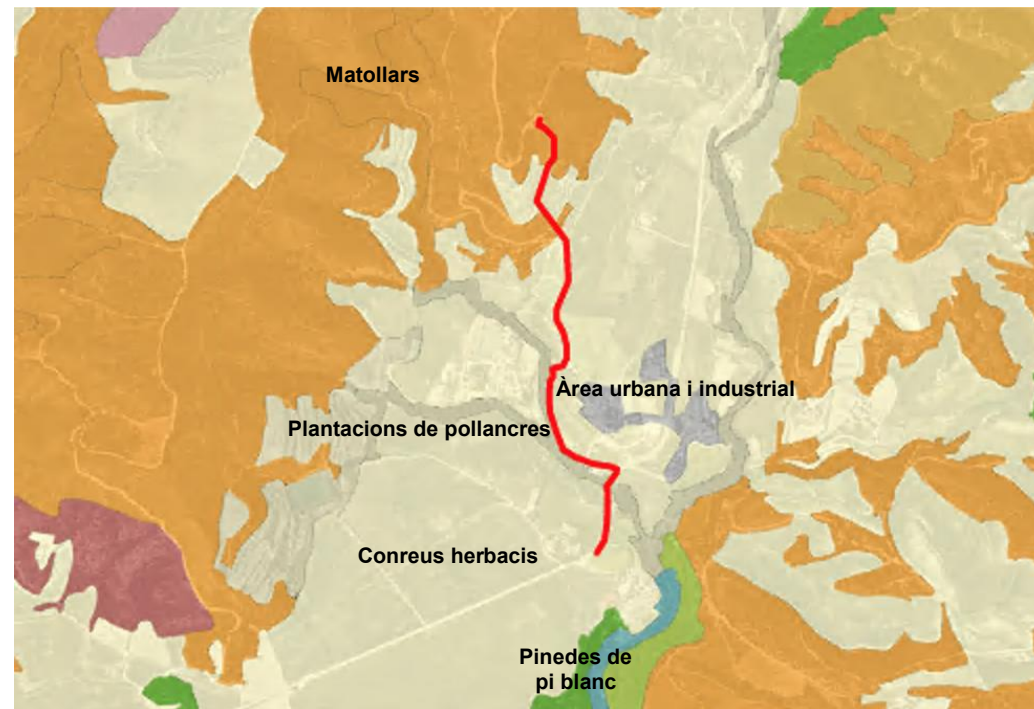 Matollars
Àrea urbana i industrial
Plantacions de pollancres
Conreus herbacis
Pinedes de
pi blanc